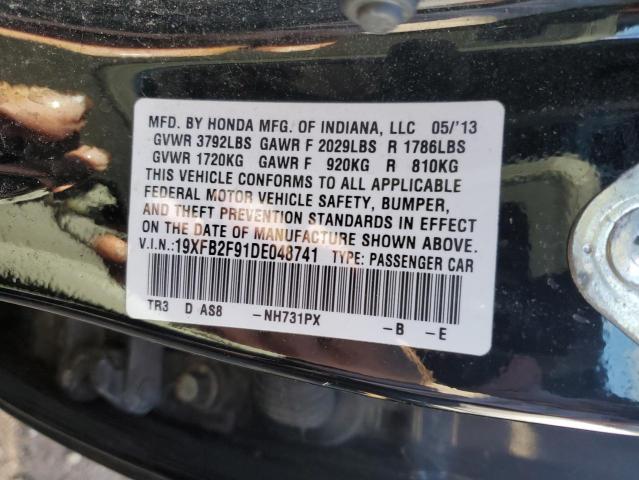 MFD. BY HONDA MFG. OF INDIANA, LLC 05/'13
GVWR 3792LBS GAWR F 2029LBS R 1786LBS
GVWR 1720KG GAWR F 920KG R 810KG
THIS VEHICLE CONFORMS TO ALL APPLICABLE
FEDERAL MOTOR VEHICLE SAFETY, BUMPER,
AND THEFT PREVENTION STANDARDS IN EFFECT
ON THE DATE OF MANUFACTURE SHOWN ABOVE.
V.I.N.:19XFB2F91DE048741 TYPE: PASSENGER CAR
TR3 D AS8 -NH731PX -B -E